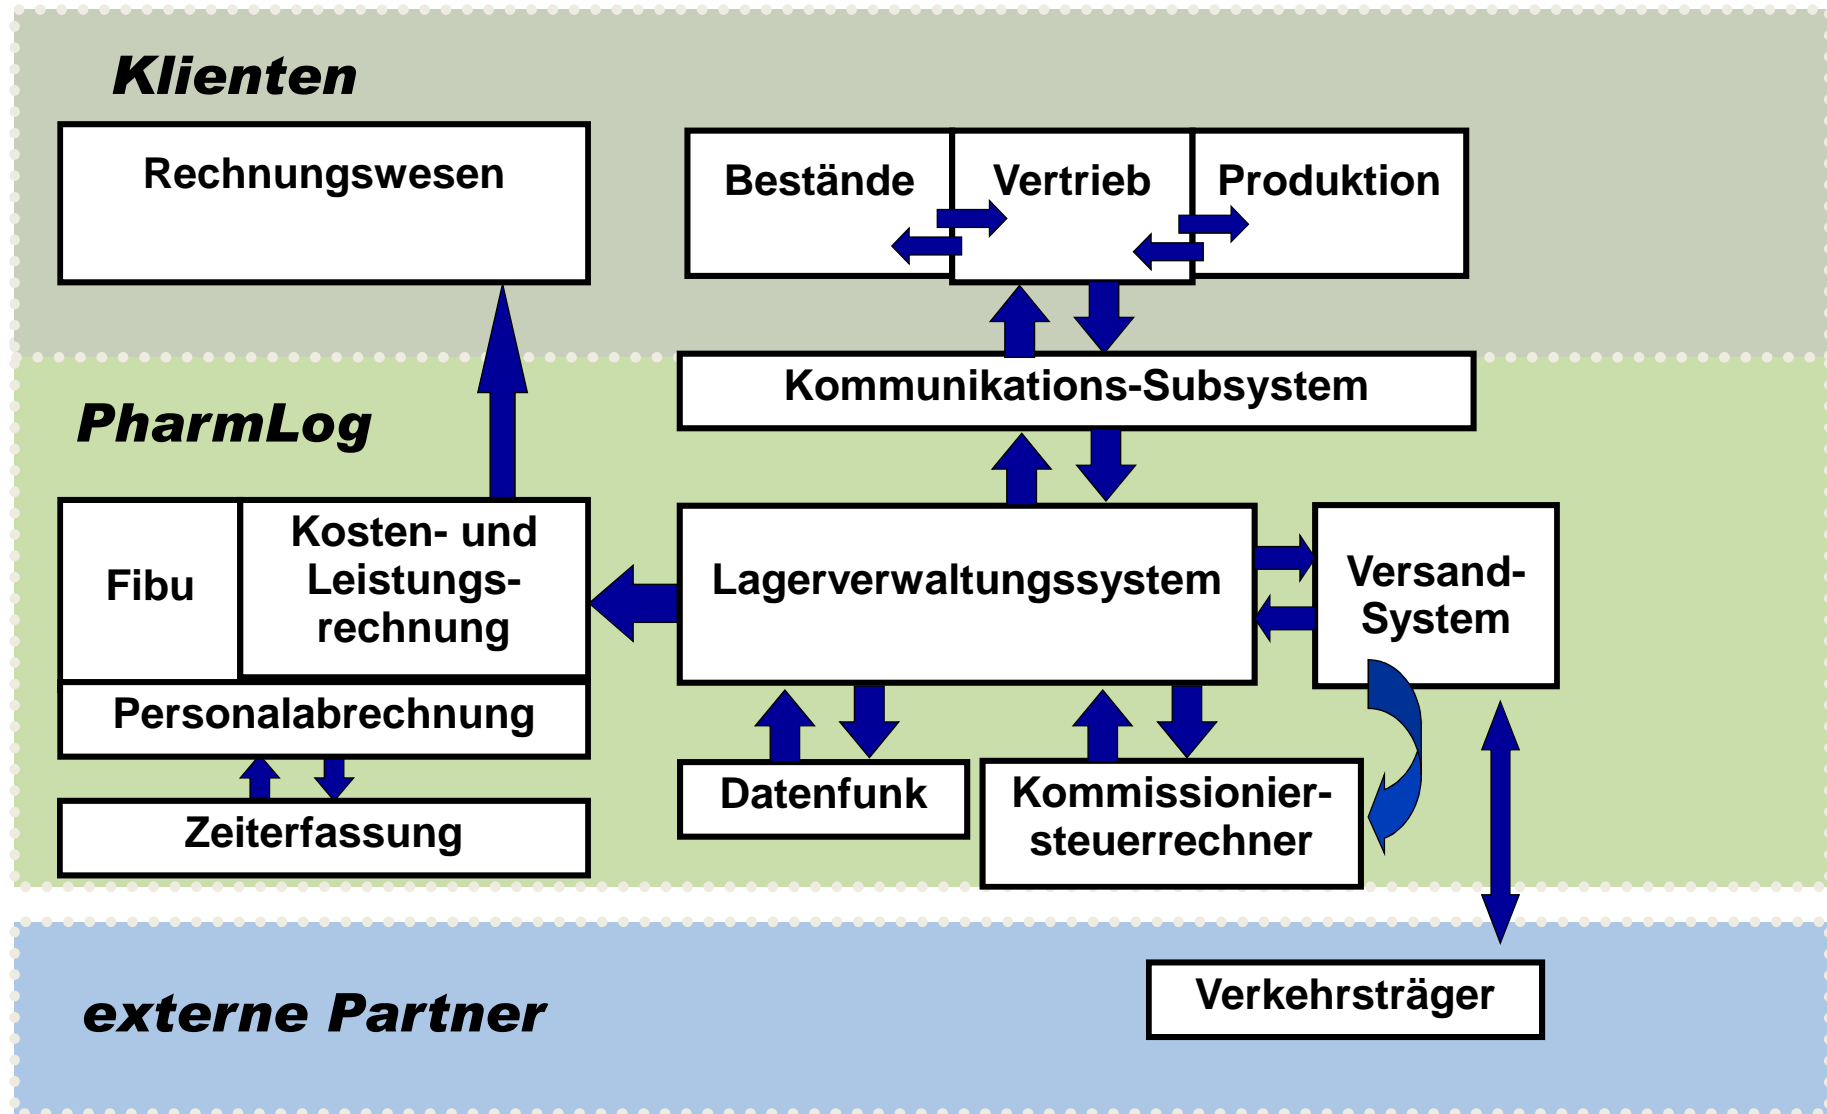 Klienten
Rechnungswesen
Bestände
Vertrieb
Produktion
Kommunikations-Subsystem
PharmLog
Fibu
Kosten- und
Leistungs-
rechnung
Lagerverwaltungssystem
Versand-
System
Personalabrechnung
Datenfunk
Kommissionier-
steuerrechner
Zeiterfassung
externe Partner
Verkehrsträger